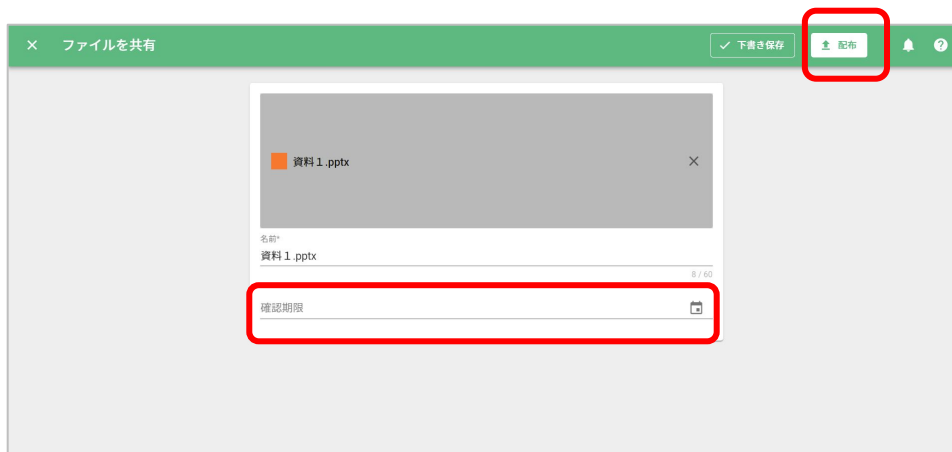 ファイルを共有
下書き保存
配布
資料１.pptx
名前*
資料１.pptx
8 / 60
確認期限